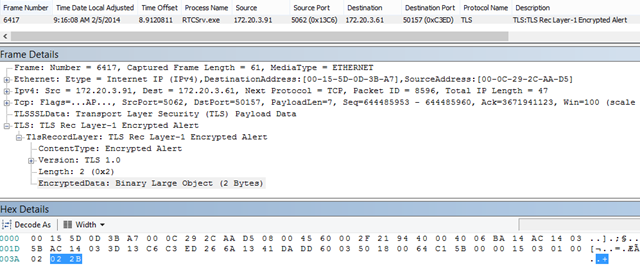 Frame Number Time Date Local Adjusted Time Offset Process Name Source Source Port Destination Destination Port Protocol Name Description
6417 9:16:08 AM 2/5/2014 8.9120811 RTCSrv.exe 172.20.3.91 5062 (0x13C6) 172.20.3.61 50157 (0xC3ED) TLS TLS:TLS Rec Layer-1 Encrypted Alert
Frame Details
Frame: Number = 6417, Captured Frame Length = 61, MediaType = ETHERNET
Ethernet: Etype = Internet IP (IPv4),DestinationAddress:[00-15-5D-0D-3B-A7],SourceAddress:[00-0C-29-2C-AA-D5]
Ipv4: Src = 172.20.3.91, Dest = 172.20.3.61, Next Protocol = TCP, Packet ID = 8596, Total IP Length = 47
Tcp: Flags=...AP..., SrcPort=5062, DstPort=50157, PayloadLen=7, Seq=644485953 - 644485960, Ack=3671941123, Win=100 (scale
TLSSSLData: Transport Layer Security (TLS) Payload Data
TLS: TLS Rec Layer-1 Encrypted Alert
TlsRecordLayer: TLS Rec Layer-1 Encrypted Alert
ContentType: Encrypted Alert
Version: TLS 1.0
Length: 2 (0x2)
EncryptedData: Binary Large Object (2 Bytes)
Hex Details
Decode As Width
0000 00 15 5D 0D 3B A7 00 0C 29 2C AA D5 08 00 45 00 00 2F 21 94 40 00 40 06 BA 14 AC 14 03
001D 5B AC 14 03 3D 13 C6 C3 ED 26 6A 13 41 DA DD 60 03 50 18 00 64 C1 5B 00 00 15 03 01 00
003A 02 02 2B